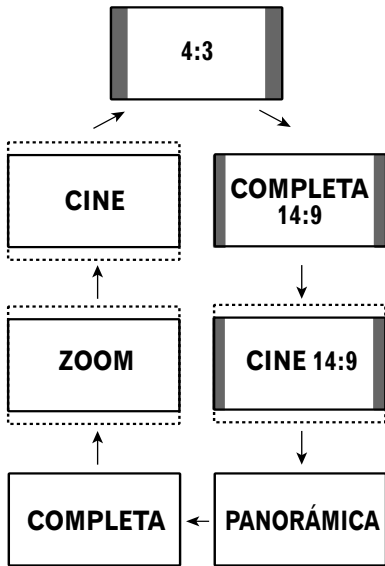 4:3
CINE
COMPLETA
14:9
ZOOM
CINE 14:9
COMPLETA
PANORÁMICA